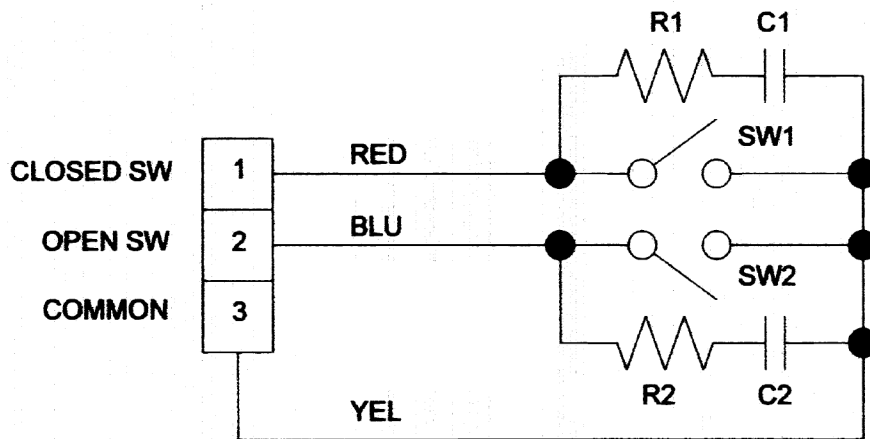 R1 C1
SW1
CLOSED SW 1 RED
OPEN SW 2 BLU
SW2
COMMON 3
R2 C2
YEL